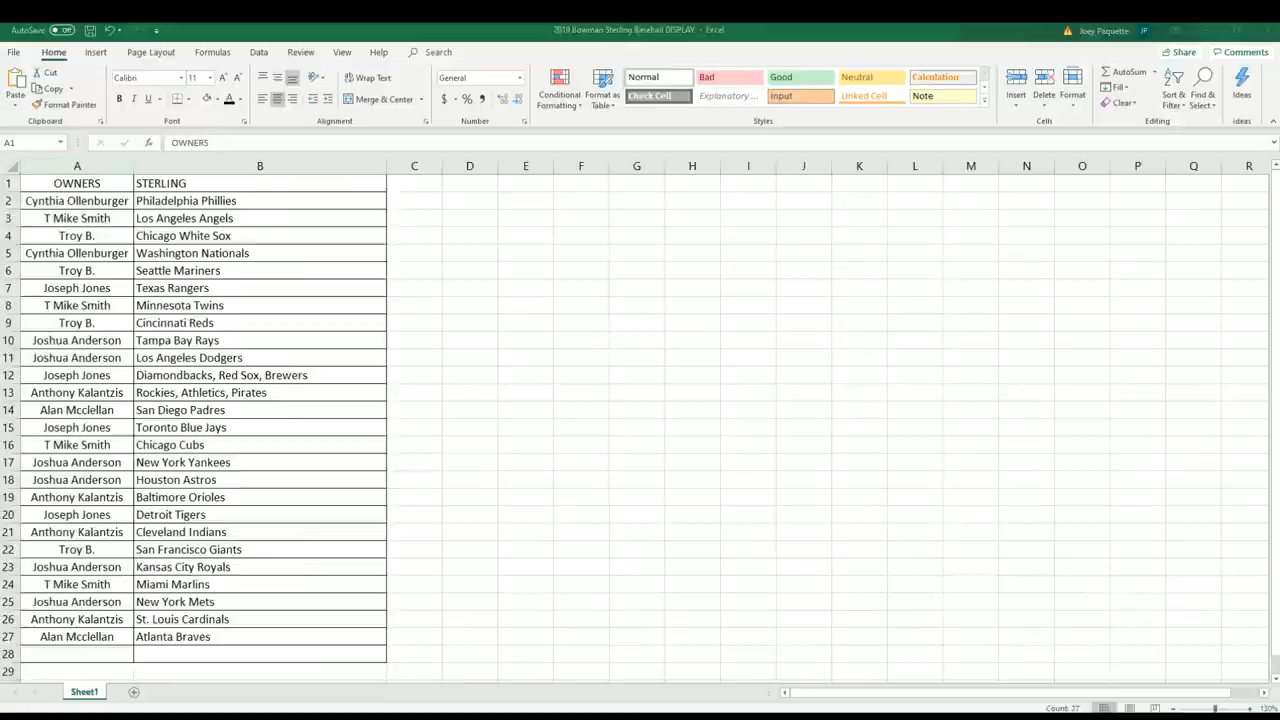 AutoSave Off 2019 Bowman Sterling Baseball DISPLAY - Excel Joey Paquette JP
File Home Insert Page Layout Formulas Data Review View Help Search Share Comments
Paste Cut Copy Format Painter Clipboard
Calibri 11 A A B I U A Font
Wrap Text Merge & Center Alignment
General $ % , Number
Conditional Formatting Format as Table
Normal Bad Good Neutral Calculation
Check Cell Explanatory ... Input Linked Cell Note
Styles
Insert Delete Format Cells
AutoSum Fill Clear Sort & Filter Find & Select Editing
Ideas Ideas
A1 fx OWNERS
A B C D E F G H I J K L M N O P Q R
1 OWNERS STERLING
2 Cynthia Ollenburger Philadelphia Phillies
3 T Mike Smith Los Angeles Angels
4 Troy B. Chicago White Sox
5 Cynthia Ollenburger Washington Nationals
6 Troy B. Seattle Mariners
7 Joseph Jones Texas Rangers
8 T Mike Smith Minnesota Twins
9 Troy B. Cincinnati Reds
10 Joshua Anderson Tampa Bay Rays
11 Joshua Anderson Los Angeles Dodgers
12 Joseph Jones Diamondbacks, Red Sox, Brewers
13 Anthony Kalantzis Rockies, Athletics, Pirates
14 Alan Mcclellan San Diego Padres
15 Joseph Jones Toronto Blue Jays
16 T Mike Smith Chicago Cubs
17 Joshua Anderson New York Yankees
18 Joshua Anderson Houston Astros
19 Anthony Kalantzis Baltimore Orioles
20 Joseph Jones Detroit Tigers
21 Anthony Kalantzis Cleveland Indians
22 Troy B. San Francisco Giants
23 Joshua Anderson Kansas City Royals
24 T Mike Smith Miami Marlins
25 Joshua Anderson New York Mets
26 Anthony Kalantzis St. Louis Cardinals
27 Alan Mcclellan Atlanta Braves
28
29
Sheet1
Count: 27 130%